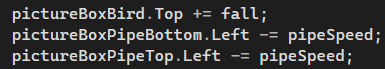 pictureBoxBird.Top += fall;
pictureBoxPipeBottom.Left -= pipeSpeed;
pictureBoxPipeTop.Left -= pipeSpeed;